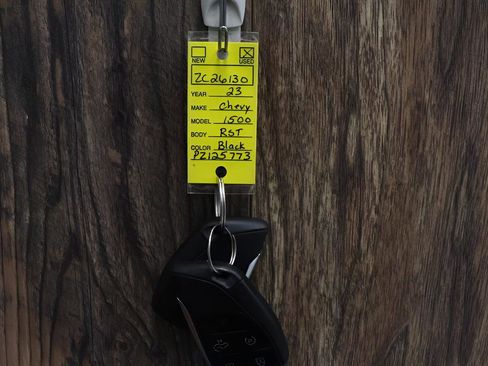 NEW USED
ZC26130
YEAR 23
MAKE Chevy
MODEL 1500
BODY RST
COLOR Black
PZ125773